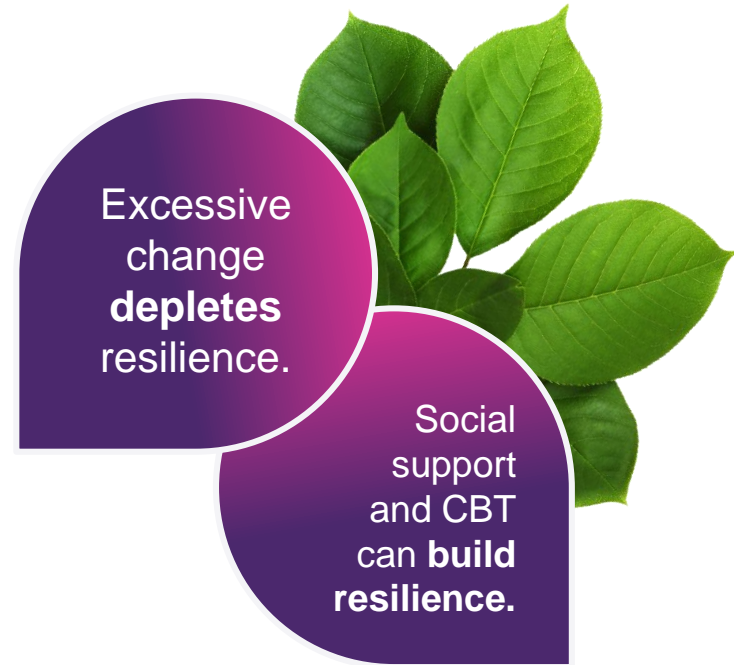 Excessive
change
depletes
resilience.
Social
support
and CBT
can build
resilience.